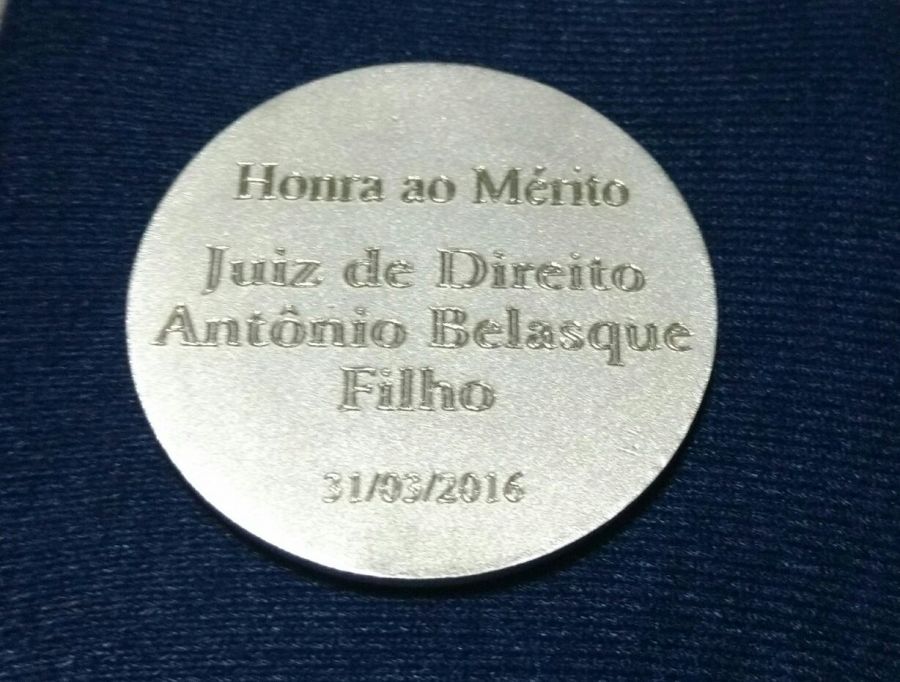 Honra ao Mérito
Juiz de Direito
Antônio Belasque
Filho
31/03/2016